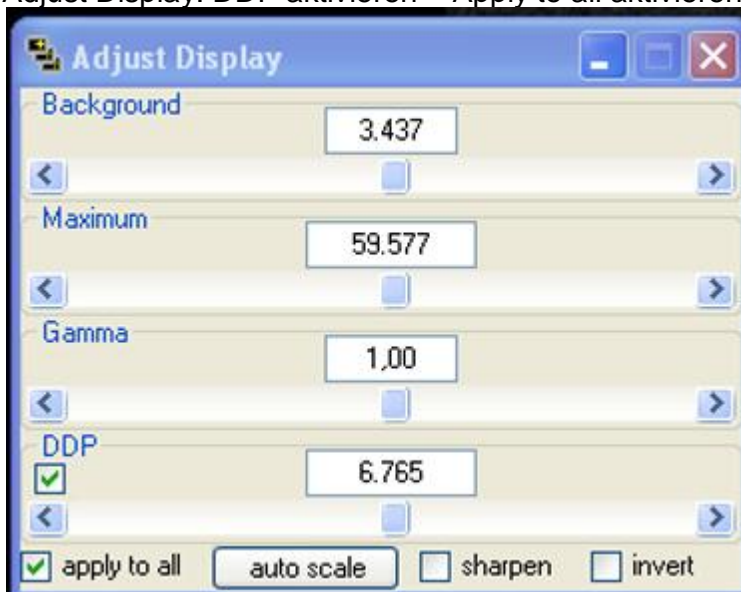 Adjust Display: DDP aktivieren – Apply to all aktivieren
Adjust Display
Background
3.437
Maximum
59.577
Gamma
1,00
DDP
6.765
apply to all
auto scale
sharpen
invert